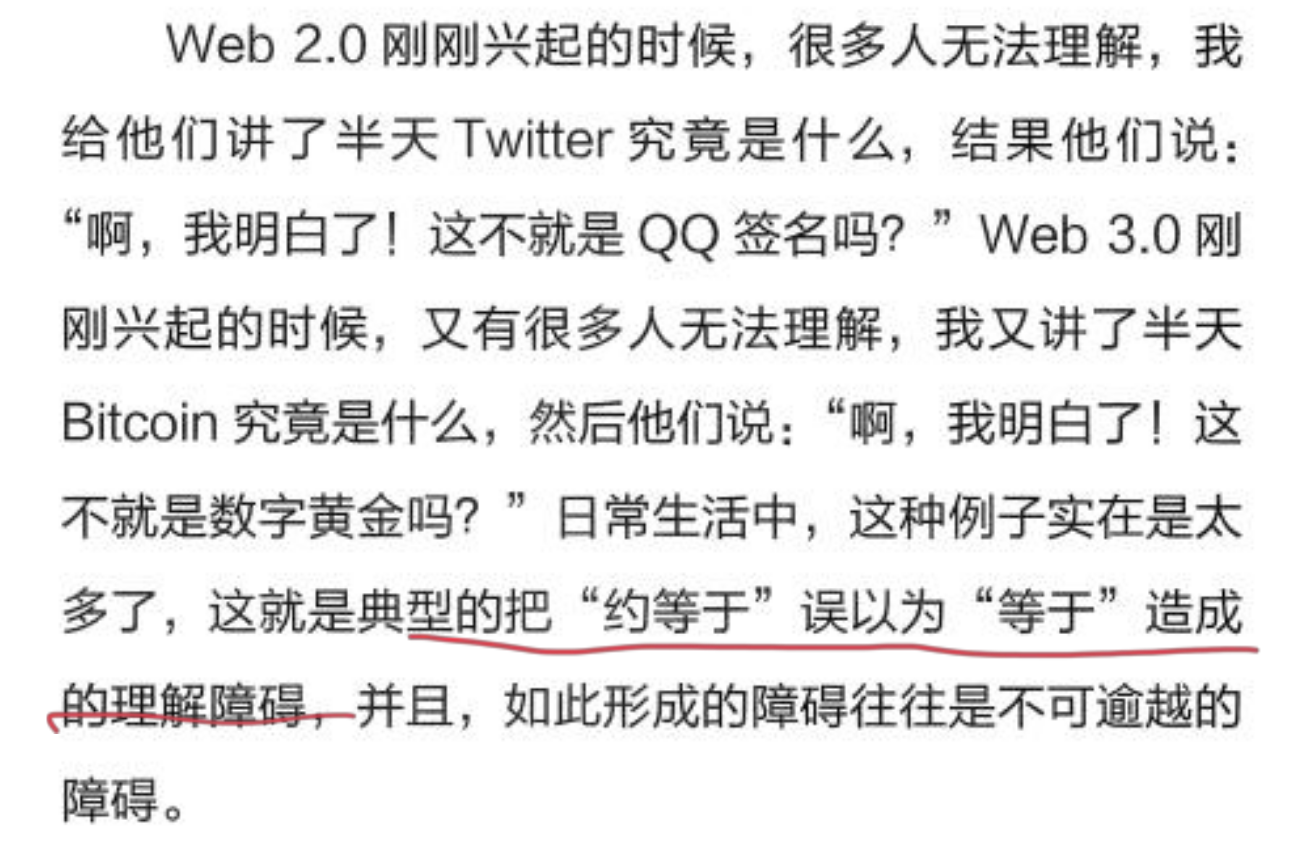 Web 2.0 刚刚兴起的时候，很多人无法理解，我
给他们讲了半天 Twitter 究竟是什么，结果他们说：
“啊，我明白了！这不就是 QQ 签名吗？”Web 3.0 刚
刚兴起的时候，又有很多人无法理解，我又讲了半天
Bitcoin 究竟是什么，然后他们说：“啊，我明白了！这
不就是数字黄金吗？”日常生活中，这种例子实在是太
多了，这就是典型的把“约等于”误以为“等于”造成
的理解障碍，并且，如此形成的障碍往往是不可逾越的
障碍。